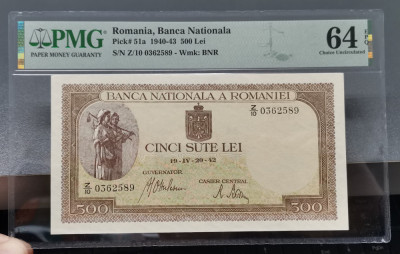 PMG
PAPER MONEY GUARANTY
Romania, Banca Nationala
Pick# 51a 1940-43 500 Lei
S/N Z/10 0362589 - Wmk: BNR
64
Choice Uncirculated
EPQ
BANCA NATIONALA A ROMANIEI
Z/10 0362589
CINCI SUTE LEI
19-IV-20-42
GUVERNATOR
CASIER CENTRAL
Z/10 0362589
500
500